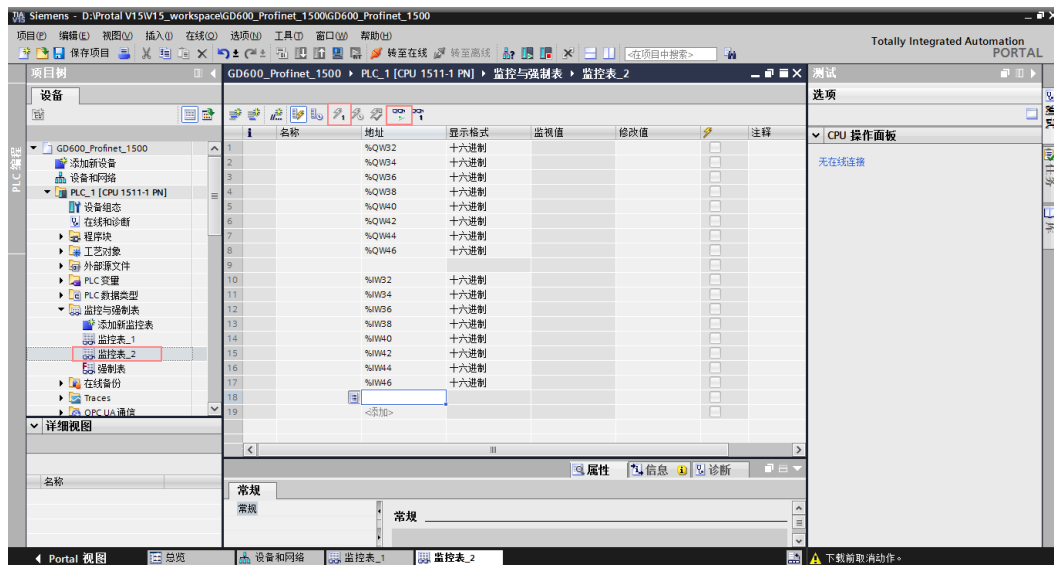 Siemens - D:\Protal V15\V15_workspace\GD600_Profinet_1500\GD600_Profinet_1500
项目(P) 编辑(E) 视图(V) 插入(I) 在线(O) 选项(N) 工具(T) 窗口(W) 帮助(H)
Totally Integrated Automation
PORTAL
保存项目 转至在线 转至离线 <在项目中搜索>
项目树
GD600_Profinet_1500 ▸ PLC_1 [CPU 1511-1 PN] ▸ 监控与强制表 ▸ 监控表_2
测试
设备
选项
i 名称 地址 显示格式 监视值 修改值 注释
CPU 操作面板
无在线连接
PLC 编程
GD600_Profinet_1500
添加新设备
设备和网络
PLC_1 [CPU 1511-1 PN]
设备组态
在线和诊断
程序块
工艺对象
外部源文件
PLC 变量
PLC 数据类型
监控与强制表
添加新监控表
监控表_1
监控表_2
强制表
在线备份
Traces
OPC UA 通信
1 %QW32 十六进制
2 %QW34 十六进制
3 %QW36 十六进制
4 %QW38 十六进制
5 %QW40 十六进制
6 %QW42 十六进制
7 %QW44 十六进制
8 %QW46 十六进制
9
10 %IW32 十六进制
11 %IW34 十六进制
12 %IW36 十六进制
13 %IW38 十六进制
14 %IW40 十六进制
15 %IW42 十六进制
16 %IW44 十六进制
17 %IW46 十六进制
18
19 <添加>
任务
库
详细视图
名称
属性 信息 诊断
常规
常规
常规
Portal 视图 总览 设备和网络 监控表_1 监控表_2 下载前取消动作。